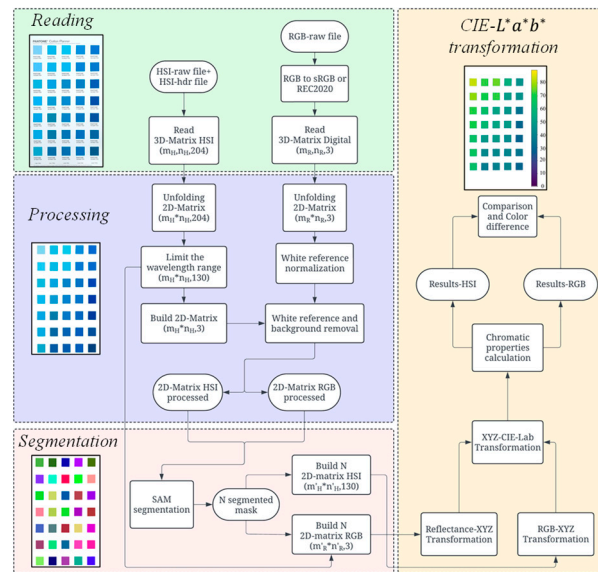 Reading
HSI-raw file+
HSI-hdr file
RGB-raw file
RGB to sRGB or
REC2020
Read
3D-Matrix HSI
(mH,nH,204)
Read
3D-Matrix Digital
(mR,nR,3)
Processing
Unfolding
2D-Matrix
(mH*nH,204)
Unfolding
2D-Matrix
(mR*nR,3)
Limit the
wavelength range
(mH*nH,130)
White reference
normalization
Build 2D-Matrix
(mH*nH,3)
White reference and
background removal
2D-Matrix HSI
processed
2D-Matrix RGB
processed
Segmentation
SAM
segmentation
N segmented
mask
Build N
2D-matrix HSI
(m'H*n'H,130)
Build N
2D-matrix RGB
(m'R*n'R,3)
CIE-L*a*b*
transformation
80
70
60
50
40
30
20
10
0
Comparison
and Color
difference
Results-HSI
Results-RGB
Chromatic
properties
calculation
XYZ-CIE-Lab
Transformation
Reflectance-XYZ
Transformation
RGB-XYZ
Transformation